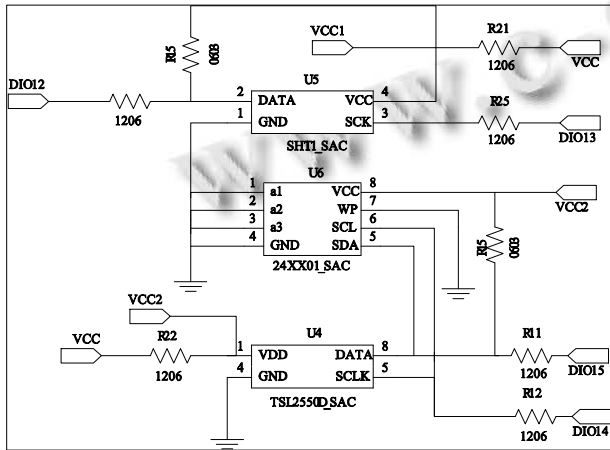 R15
0603
VCC1
R21
1206
VCC
DIO12
1206
U5
2 DATA VCC 4
1 GND SCK 3
SHT1_SAC
R25
1206
DIO13
U6
1 a1 VCC 8
2 a2 WP 7
3 a3 SCL 6
4 GND SDA 5
24XX01_SAC
VCC2
R15
0603
VCC2
VCC
R22
1206
U4
1 VDD DATA 8
4 GND SCLK 5
TSL2550D_SAC
R11
1206
DIO15
R12
1206
DIO14